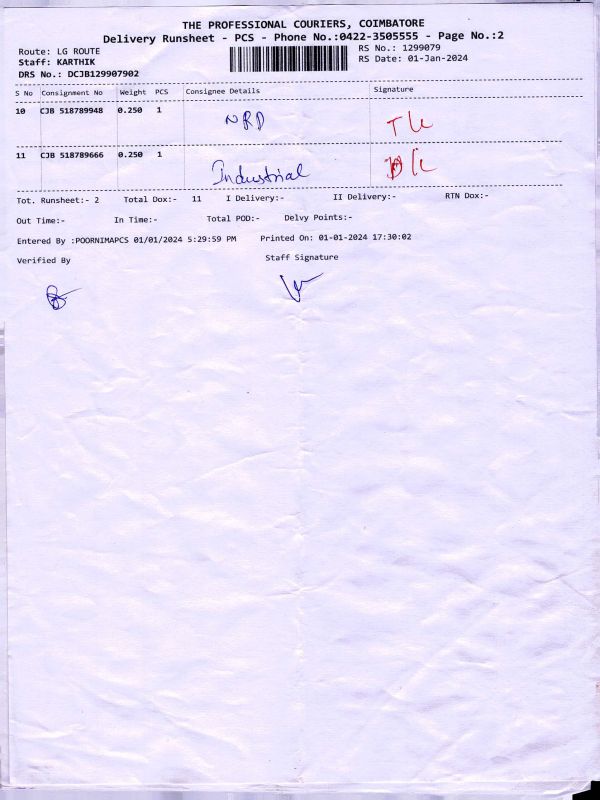 THE PROFESSIONAL COURIERS, COIMBATORE
Delivery Runsheet - PCS - Phone No.:0422-3505555 - Page No.:2
Route: LG ROUTE
RS No.: 1299079
Staff: KARTHIK
RS Date: 01-Jan-2024
DRS No.: DCJB129907902
S No Consignment No Weight PCS Consignee Details Signature
10 CJB 518789948 0.250 1 NRD
11 CJB 518789666 0.250 1 Industrial
Tot. Runsheet:- 2 Total Dox:- 11 I Delivery:- II Delivery:- RTN Dox:-
Out Time:- In Time:- Total POD:- Delvy Points:-
Entered By :POORNIMAPCS 01/01/2024 5:29:59 PM Printed On: 01-01-2024 17:30:02
Verified By Staff Signature